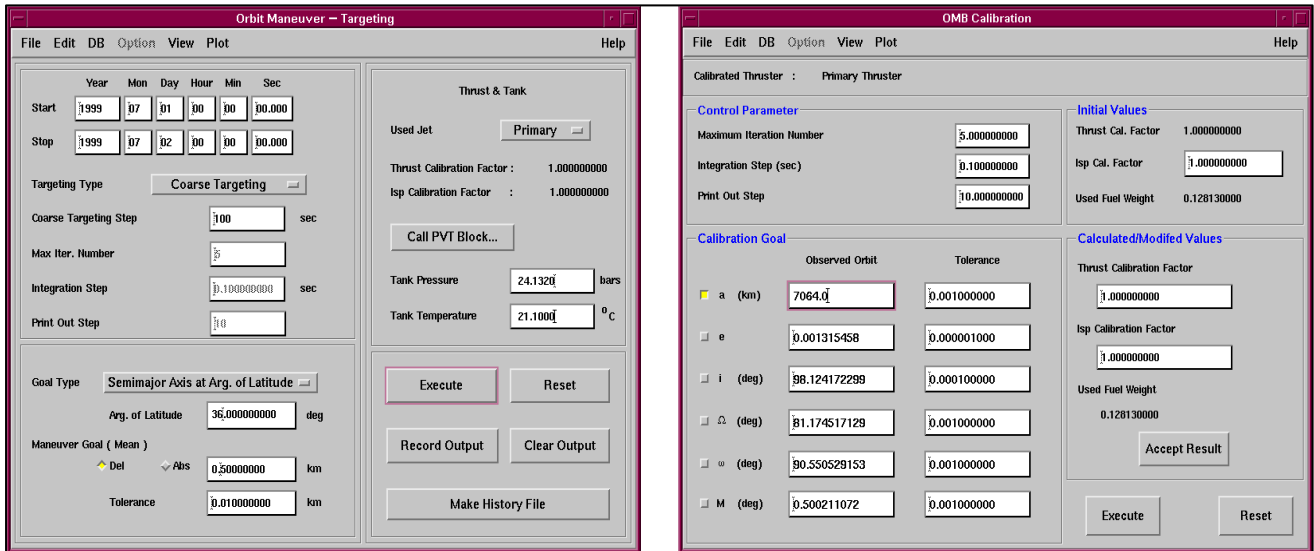 Orbit Maneuver – Targeting
File Edit DB Option View Plot Help
Year Mon Day Hour Min Sec
Start 1999 07 01 00 00 00.000
Stop 1999 07 02 00 00 00.000
Targeting Type Coarse Targeting
Coarse Targeting Step 100 sec
Max Iter. Number 5
Integration Step 0.10000000 sec
Print Out Step 10
Goal Type Semimajor Axis at Arg. of Latitude
Arg. of Latitude 36.000000000 deg
Maneuver Goal ( Mean )
Del Abs 0.50000000 km
Tolerance 0.010000000 km
Thrust & Tank
Used Jet Primary
Thrust Calibration Factor : 1.000000000
Isp Calibration Factor : 1.000000000
Call PVT Block...
Tank Pressure 24.1320 bars
Tank Temperature 21.1000 °C
Execute Reset
Record Output Clear Output
Make History File
OMB Calibration
File Edit DB Option View Plot Help
Calibrated Thruster : Primary Thruster
Control Parameter
Maximum Iteration Number 5.000000000
Integration Step (sec) 0.100000000
Print Out Step 10.000000000
Initial Values
Thrust Cal. Factor 1.000000000
Isp Cal. Factor 1.000000000
Used Fuel Weight 0.128130000
Calibration Goal
Observed Orbit Tolerance
a (km) 7064.0 0.001000000
e 0.001315458 0.000001000
i (deg) 98.124172299 0.000100000
Ω (deg) 81.174517129 0.001000000
ω (deg) 90.550529153 0.001000000
M (deg) 0.500211072 0.001000000
Calculated/Modifed Values
Thrust Calibration Factor
1.000000000
Isp Calibration Factor
1.000000000
Used Fuel Weight
0.128130000
Accept Result
Execute Reset